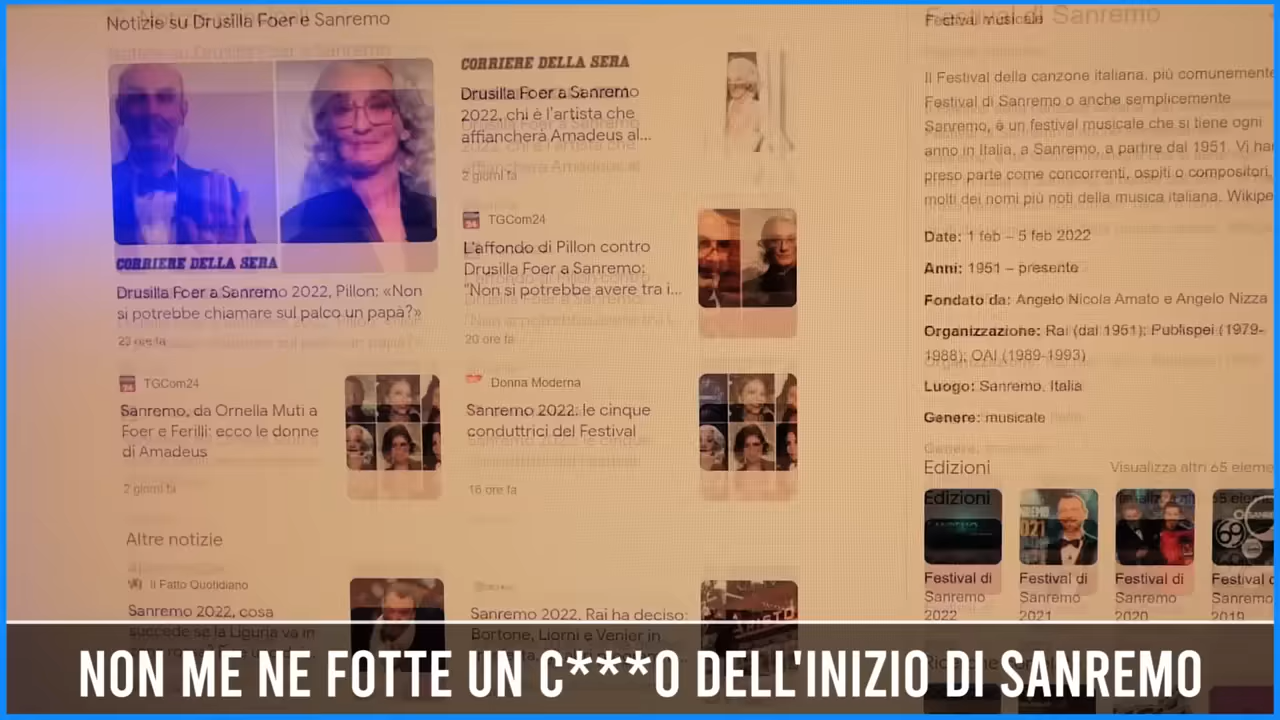 Notizie su Drusilla Foer e Sanremo
CORRIERE DELLA SERA
Drusilla Foer a Sanremo 2022, Pillon: «Non
si potrebbe chiamare sul palco un papà?»
CORRIERE DELLA SERA
Drusilla Foer a Sanremo
2022, chi è l'artista che
affiancherà Amadeus al...
2 giorni fa
TGCom24
L'affondo di Pillon contro
Drusilla Foer a Sanremo:
"Non si potrebbe avere tra i...
20 ore fa
TGCom24
Sanremo, da Ornella Muti a
Foer e Ferilli: ecco le donne
di Amadeus
2 giorni fa
Donna Moderna
Sanremo 2022: le cinque
conduttrici del Festival
16 ore fa
Altre notizie
Il Fatto Quotidiano
Sanremo 2022, cosa
succede se la Liguria va in
Sanremo 2022, Rai ha deciso:
Bortone, Liorni e Venier in
Festival di Sanremo
Festival musicale
Il Festival della canzone italiana, più comunemente
Festival di Sanremo o anche semplicemente
Sanremo, è un festival musicale che si tiene ogni
anno in Italia, a Sanremo, a partire dal 1951. Vi han
preso parte come concorrenti, ospiti o compositori,
molti dei nomi più noti della musica italiana. Wikipe
Date: 1 feb – 5 feb 2022
Anni: 1951 – presente
Fondato da: Angelo Nicola Amato e Angelo Nizza
Organizzazione: Rai (dal 1951); Publispei (1979-
1988); OAI (1989-1993)
Luogo: Sanremo, Italia
Genere: musicale
Edizioni
Visualizza altri 65 eleme
Edizioni
Festival di
Sanremo
2022
Festival di
Sanremo
2021
Festival di
Sanremo
2020
Festival d
Sanremo
2019
NON ME NE FOTTE UN C***O DELL'INIZIO DI SANREMO